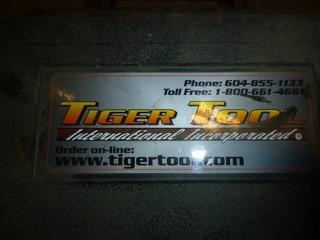 Phone: 604-855-1133
Toll Free: 1-800-661-4661
TIGER TOOL
International Incorporated®
Order on-line:
www.tigertool.com